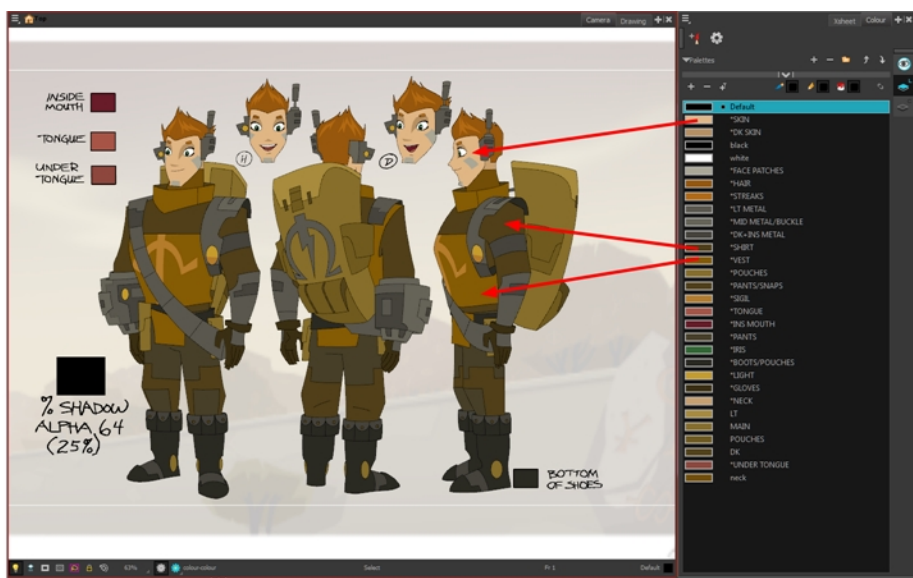 Top
Camera
Drawing
INSIDE
MOUTH
TONGUE
UNDER
TONGUE
H
D
% SHADOW
ALPHA 64
(25%)
BOTTOM
OF SHOES
63%
colour-colour
Select
Fr 1
Default
Xsheet
Colour
Palettes
Default
*SKIN
*DK SKIN
black
white
*FACE PATCHES
*HAIR
*STREAKS
*LT METAL
*MID METAL/BUCKLE
*DK=INS METAL
*SHIRT
*VEST
*POUCHES
*PANTS/SNAPS
*SIGIL
*TONGUE
*INS MOUTH
*PANTS
*IRIS
*BOOTS/POUCHES
*LIGHT
*GLOVES
*NECK
LT
MAIN
POUCHES
DK
*UNDER TONGUE
neck